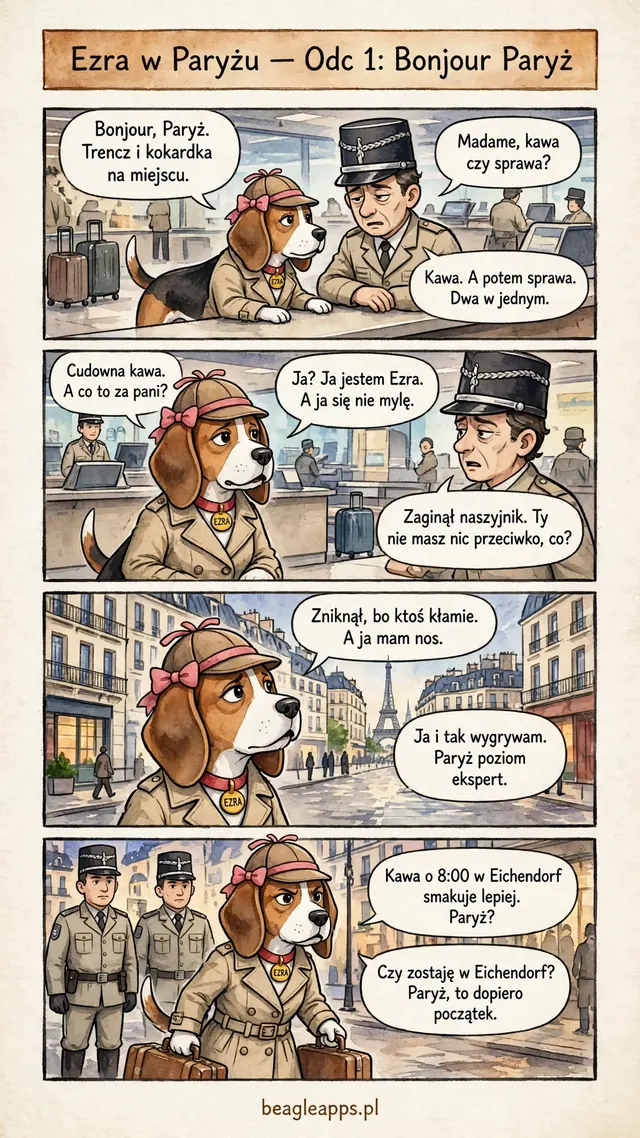 Ezra w Paryżu — Odc 1: Bonjour Paryż
Bonjour, Paryż.
Trencz i kokardka
na miejscu.
Madame, kawa
czy sprawa?
EZRA
Kawa. A potem sprawa.
Dwa w jednym.
Cudowna kawa.
A co to za pani?
Ja? Ja jestem Ezra.
A ja się nie mylę.
EZRA
Zaginął naszyjnik. Ty
nie masz nic przeciwko, co?
Zniknął, bo ktoś kłamie.
A ja mam nos.
Ja i tak wygrywam.
Paryż poziom
ekspert.
EZRA
Kawa o 8:00 w Eichendorf
smakuje lepiej.
Paryż?
EZRA
Czy zostaję w Eichendorf?
Paryż, to dopiero
początek.
beagleapps.pl